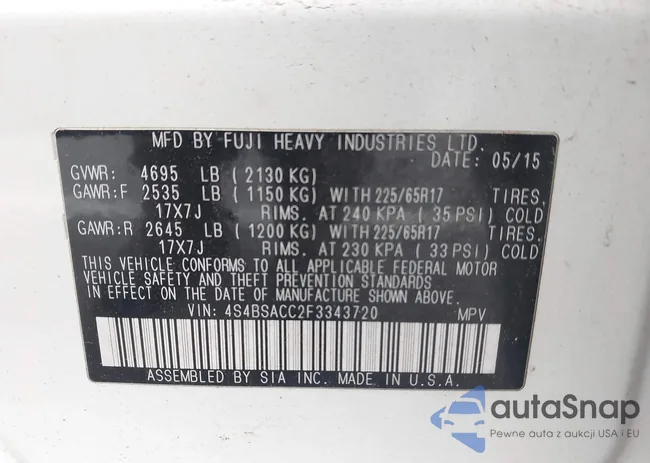 MFD BY FUJI HEAVY INDUSTRIES LTD.
DATE: 05/15
GVWR: 4695 LB (2130 KG)
GAWR:F 2535 LB (1150 KG) WITH 225/65R17 TIRES,
17X7J RIMS. AT 240 KPA (35 PSI) COLD
GAWR:R 2645 LB (1200 KG) WITH 225/65R17 TIRES,
17X7J RIMS. AT 230 KPA (33 PSI) COLD
THIS VEHICLE CONFORMS TO ALL APPLICABLE FEDERAL MOTOR
VEHICLE SAFETY AND THEFT PREVENTION STANDARDS
IN EFFECT ON THE DATE OF MANUFACTURE SHOWN ABOVE.
VIN: 4S4BSACC2F3343720 MPV
ASSEMBLED BY SIA INC. MADE IN U.S.A.
autaSnap
Pewne auta z aukcji USA i EU